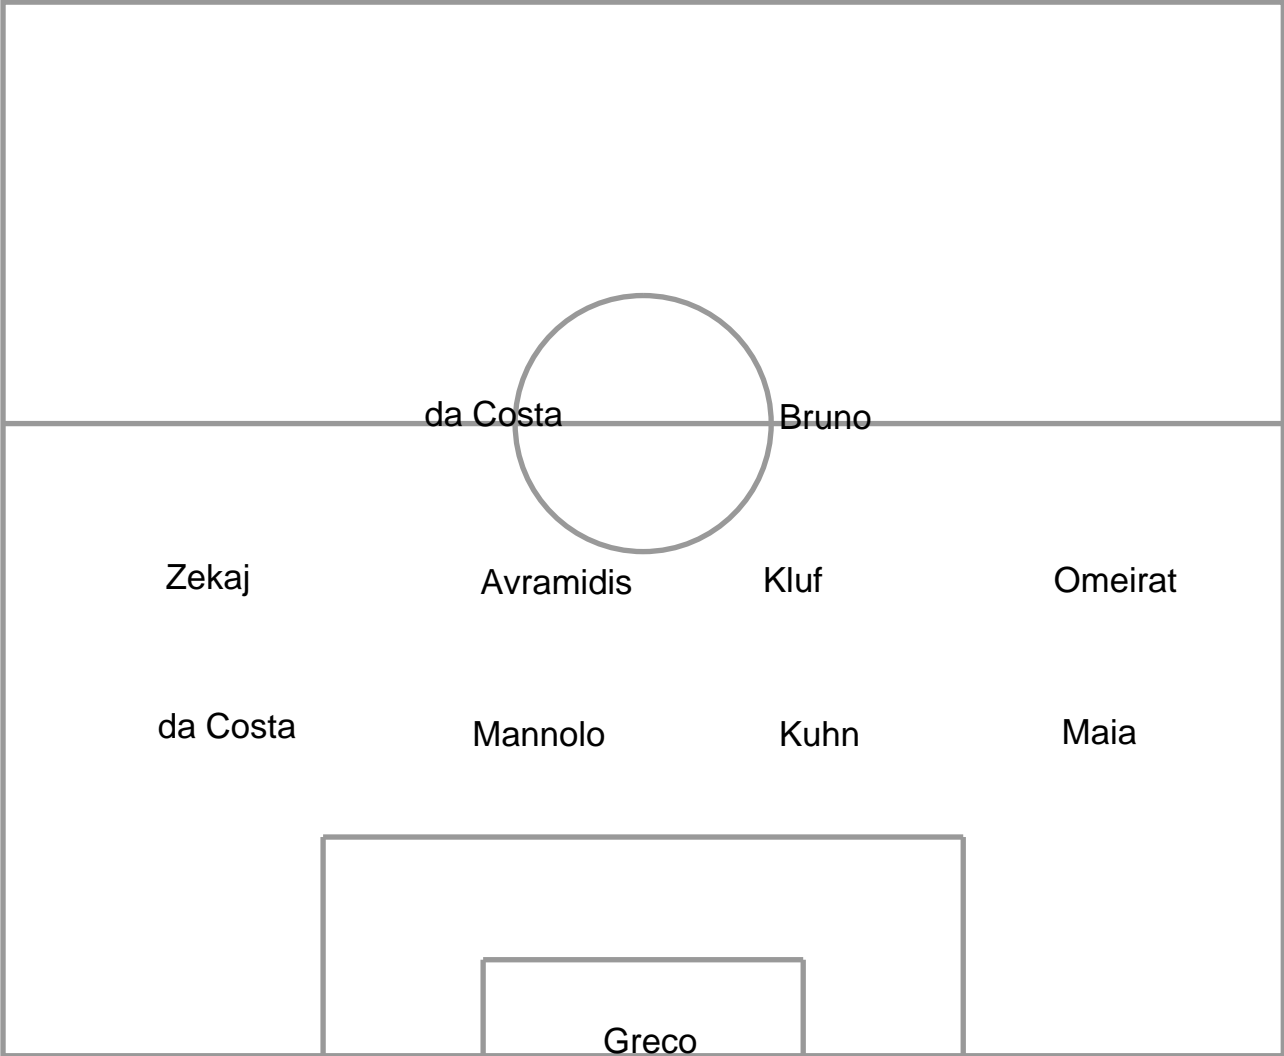 da Costa Bruno
Zekaj Avramidis Kluf Omeirat
da Costa Mannolo Kuhn Maia
Greco